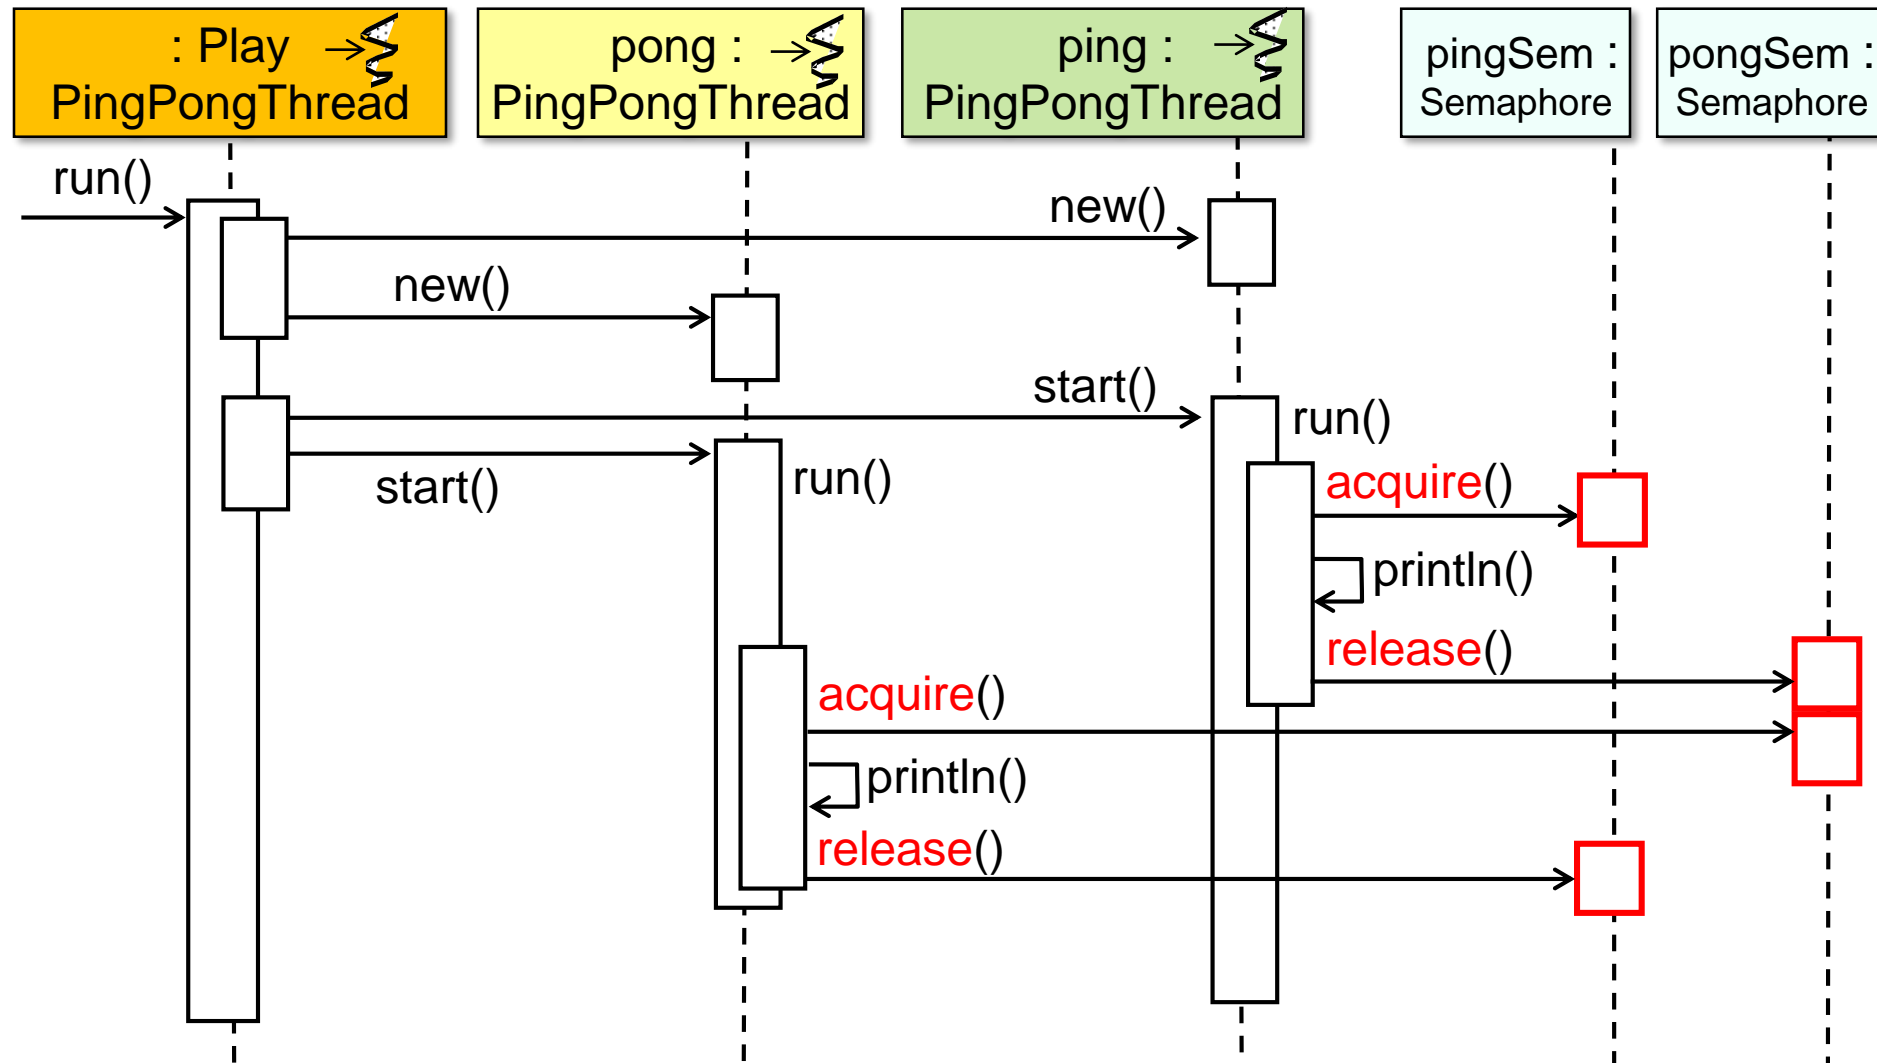 : Play
PingPongThread
pong :
PingPongThread
ping :
PingPongThread
pingSem :
Semaphore
pongSem :
Semaphore
run()
new()
new()
start()
run()
start()
run()
acquire()
println()
release()
acquire()
println()
release()